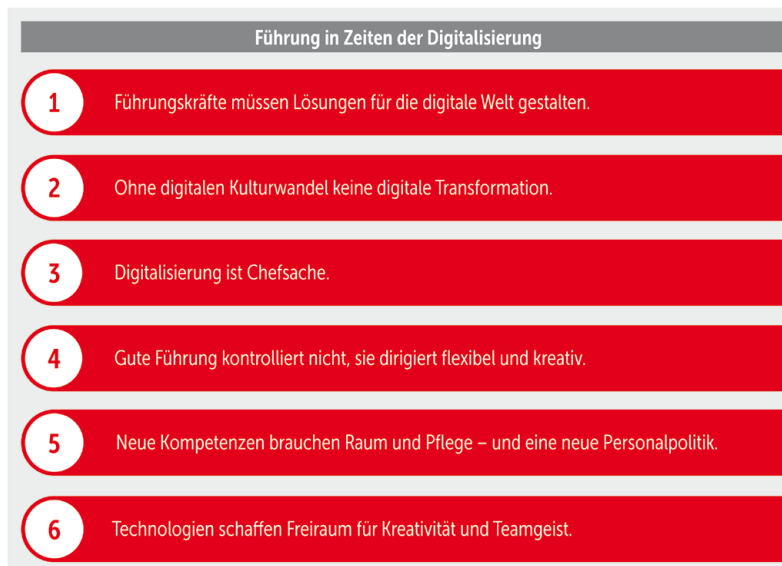 Führung in Zeiten der Digitalisierung
1 Führungskräfte müssen Lösungen für die digitale Welt gestalten.
2 Ohne digitalen Kulturwandel keine digitale Transformation.
3 Digitalisierung ist Chefsache.
4 Gute Führung kontrolliert nicht, sie dirigiert flexibel und kreativ.
5 Neue Kompetenzen brauchen Raum und Pflege – und eine neue Personalpolitik.
6 Technologien schaffen Freiraum für Kreativität und Teamgeist.